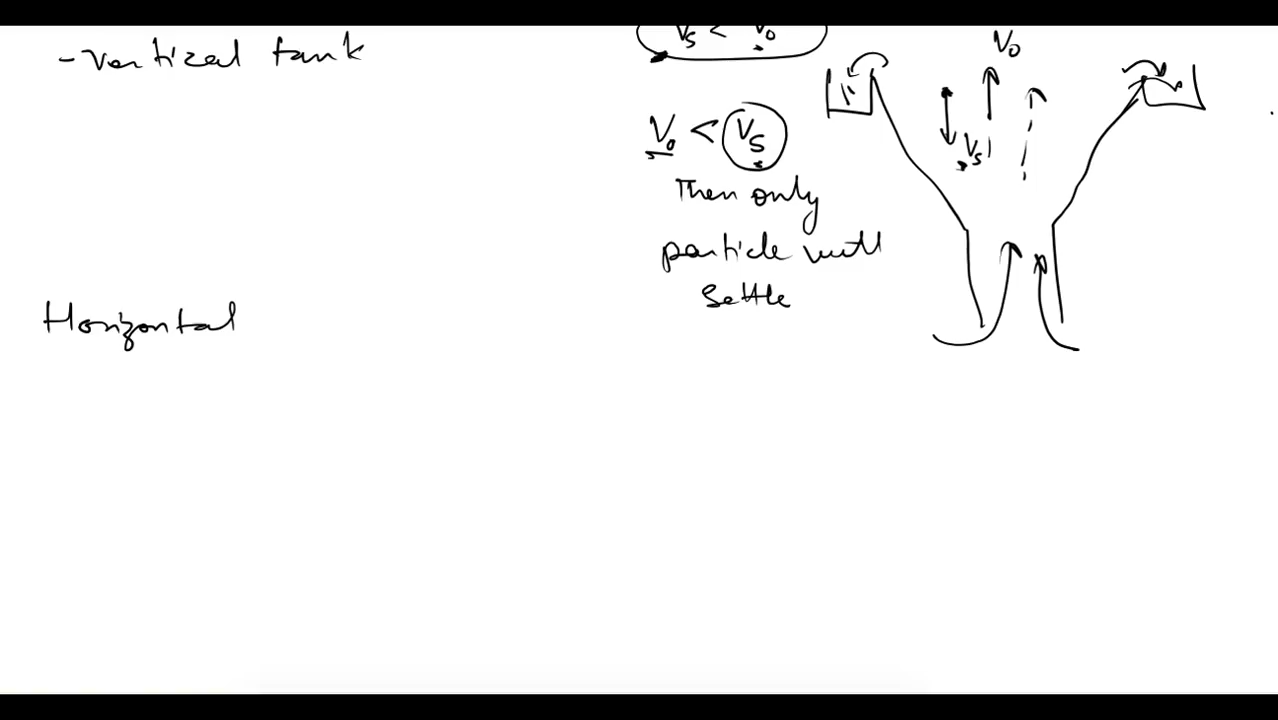 - Vertical tank
Vs < Vo
Vo < Vs
Then only
particle will
settle
Vo
Vs
Horizontal